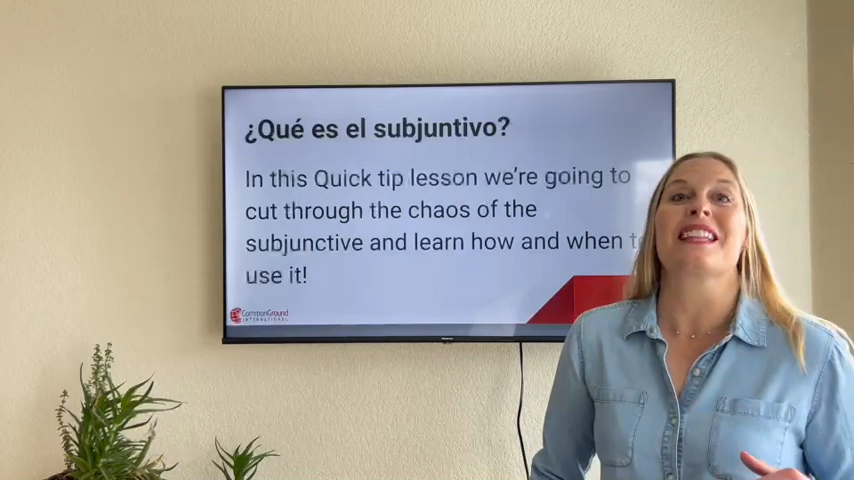 ¿Qué es el subjuntivo?
In this Quick tip lesson we're going to
cut through the chaos of the
subjunctive and learn how and when
use it!
CommonGround
INTERNATIONAL